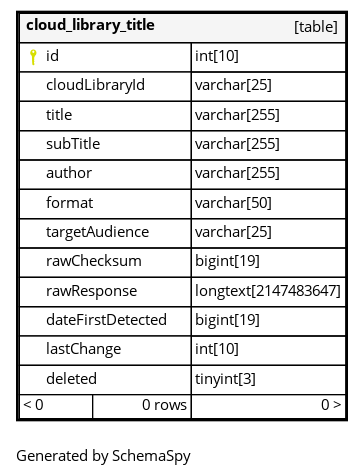 cloud_library_title [table]
id int[10]
cloudLibraryId varchar[25]
title varchar[255]
subTitle varchar[255]
author varchar[255]
format varchar[50]
targetAudience varchar[25]
rawChecksum bigint[19]
rawResponse longtext[2147483647]
dateFirstDetected bigint[19]
lastChange int[10]
deleted tinyint[3]
< 0 0 rows 0 >
Generated by SchemaSpy